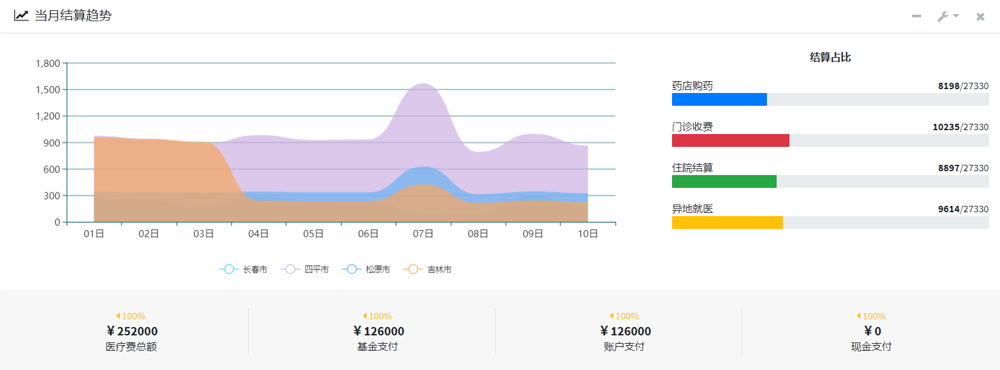 当月结算趋势
1,800
1,500
1,200
900
600
300
0
01日 02日 03日 04日 05日 06日 07日 08日 09日 10日
长春市 四平市 松原市 吉林市
结算占比
药店购药 8198/27330
门诊收费 10235/27330
住院结算 8897/27330
异地就医 9614/27330
100%
￥252000
医疗费总额
100%
￥126000
基金支付
100%
￥126000
账户支付
100%
￥0
现金支付